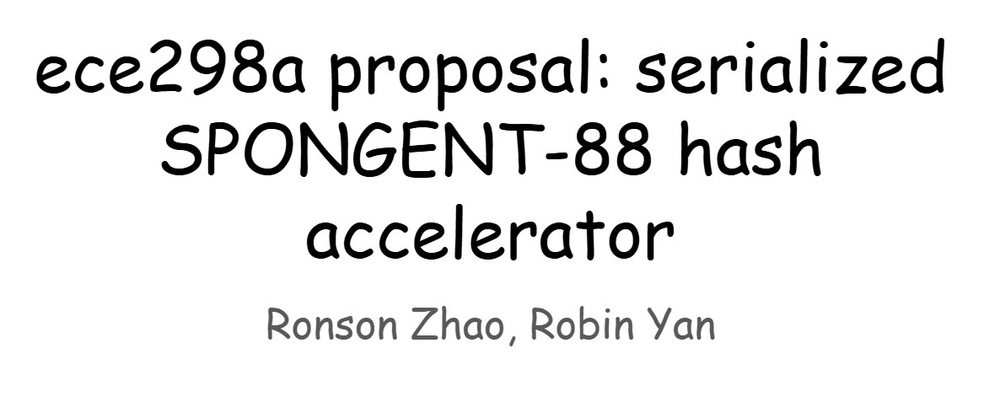 ece298a proposal: serialized
SPONGENT-88 hash
accelerator
Ronson Zhao, Robin Yan